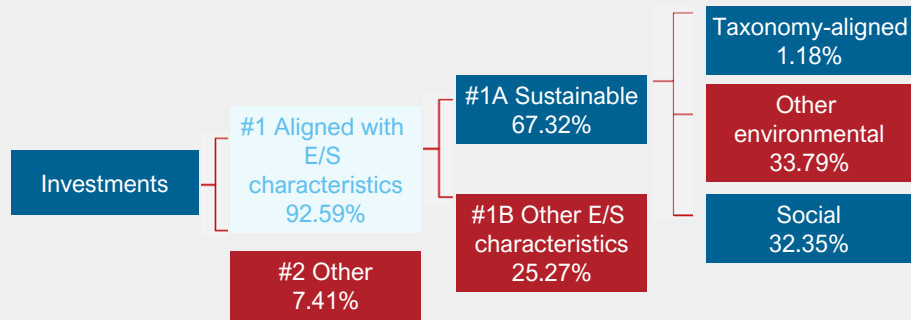 Investments
#1 Aligned with
E/S
characteristics
92.59%
#2 Other
7.41%
#1A Sustainable
67.32%
#1B Other E/S
characteristics
25.27%
Taxonomy-aligned
1.18%
Other
environmental
33.79%
Social
32.35%